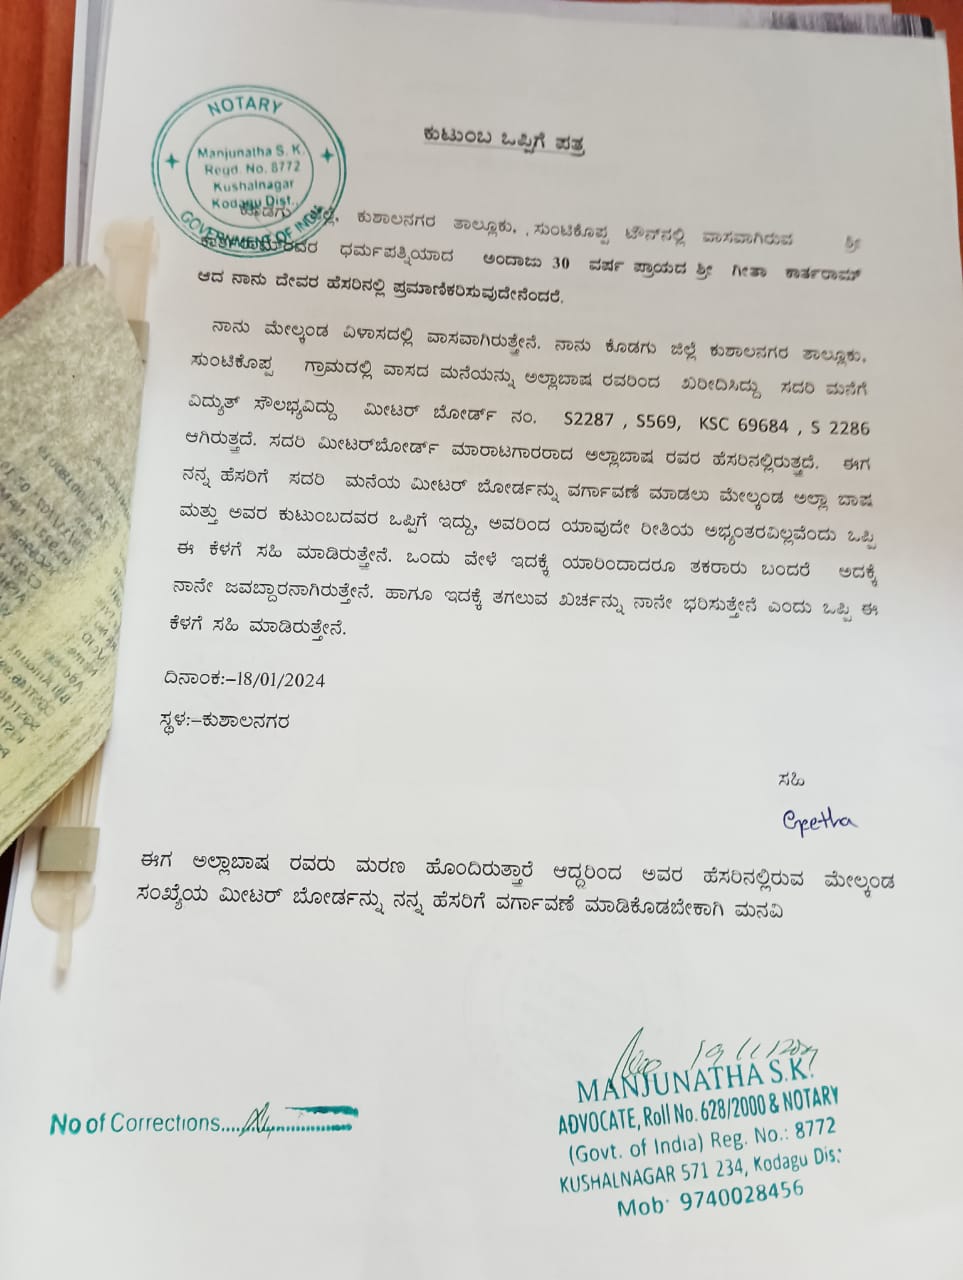 NOTARY
Manjunatha S. K.
Regd. No. 8772
Kushalnagar
Kodagu Dist.
GOVERNMENT OF INDIA
ಕುಟುಂಬ ಒಪ್ಪಿಗೆ ಪತ್ರ
ಕೊಡಗು ಜಿಲ್ಲೆ, ಕುಶಾಲನಗರ ತಾಲ್ಲೂಕು, ,ಸುಂಟಿಕೊಪ್ಪ ಟೌನ್‌ನಲ್ಲಿ ವಾಸವಾಗಿರುವ ಶ್ರೀ
ಧರ್ಮಪತ್ನಿಯಾದ ಅಂದಾಜು 30 ವರ್ಷ ಪ್ರಾಯದ ಶ್ರೀ ಗೀತಾ ಕಾರ್ತರಾಮ್
ಆದ ನಾನು ದೇವರ ಹೆಸರಿನಲ್ಲಿ ಪ್ರಮಾಣಿಕರಿಸುವುದೇನೆಂದರೆ.
ನಾನು ಮೇಲ್ಕಂಡ ವಿಳಾಸದಲ್ಲಿ ವಾಸವಾಗಿರುತ್ತೇನೆ. ನಾನು ಕೊಡಗು ಜಿಲ್ಲೆ ಕುಶಾಲನಗರ ತಾಲ್ಲೂಕು,
ಸುಂಟಿಕೊಪ್ಪ ಗ್ರಾಮದಲ್ಲಿ ವಾಸದ ಮನೆಯನ್ನು ಅಲ್ಲಾಬಾಷ ರವರಿಂದ ಖರೀದಿಸಿದ್ದು ಸದರಿ ಮನೆಗೆ
ವಿದ್ಯುತ್ ಸೌಲಭ್ಯವಿದ್ದು ಮೀಟರ್ ಬೋರ್ಡ್ ನಂ. S2287 , S569, KSC 69684 , S 2286
ಆಗಿರುತ್ತದೆ. ಸದರಿ ಮೀಟರ್‌ಬೋರ್ಡ್ ಮಾರಾಟಗಾರರಾದ ಅಲ್ಲಾಬಾಷ ರವರ ಹೆಸರಿನಲ್ಲಿರುತ್ತದೆ. ಈಗ
ನನ್ನ ಹೆಸರಿಗೆ ಸದರಿ ಮನೆಯ ಮೀಟರ್ ಬೋರ್ಡನ್ನು ವರ್ಗಾವಣೆ ಮಾಡಲು ಮೇಲ್ಕಂಡ ಅಲ್ಲಾ ಬಾಷ
ಮತ್ತು ಅವರ ಕುಟುಂಬದವರ ಒಪ್ಪಿಗೆ ಇದ್ದು, ಅವರಿಂದ ಯಾವುದೇ ರೀತಿಯ ಅಭ್ಯಂತರವಿಲ್ಲವೆಂದು ಒಪ್ಪಿ
ಈ ಕೆಳಗೆ ಸಹಿ ಮಾಡಿರುತ್ತೇನೆ. ಒಂದು ವೇಳೆ ಇದಕ್ಕೆ ಯಾರಿಂದಾದರೂ ತಕರಾರು ಬಂದರೆ ಅದಕ್ಕೆ
ನಾನೇ ಜವಬ್ದಾರನಾಗಿರುತ್ತೇನೆ. ಹಾಗೂ ಇದಕ್ಕೆ ತಗಲುವ ಖರ್ಚನ್ನು ನಾನೇ ಭರಿಸುತ್ತೇನೆ ಎಂದು ಒಪ್ಪಿ ಈ
ಕೆಳಗೆ ಸಹಿ ಮಾಡಿರುತ್ತೇನೆ.
ದಿನಾಂಕ:–18/01/2024
ಸ್ಥಳ:–ಕುಶಾಲನಗರ
ಸಹಿ
Geetha
ಈಗ ಅಲ್ಲಾಬಾಷ ರವರು ಮರಣ ಹೊಂದಿರುತ್ತಾರೆ ಆದ್ದರಿಂದ ಅವರ ಹೆಸರಿನಲ್ಲಿರುವ ಮೇಲ್ಕಂಡ
ಸಂಖ್ಯೆಯ ಮೀಟರ್ ಬೋರ್ಡನ್ನು ನನ್ನ ಹೆಸರಿಗೆ ವರ್ಗಾವಣೆ ಮಾಡಿಕೊಡಬೇಕಾಗಿ ಮನವಿ
MANJUNATHA S.K.
ADVOCATE, Roll No. 628/2000 & NOTARY
(Govt. of India) Reg. No.: 8772
KUSHALNAGAR 571 234, Kodagu Dis:
Mob: 9740028456
No of Corrections....